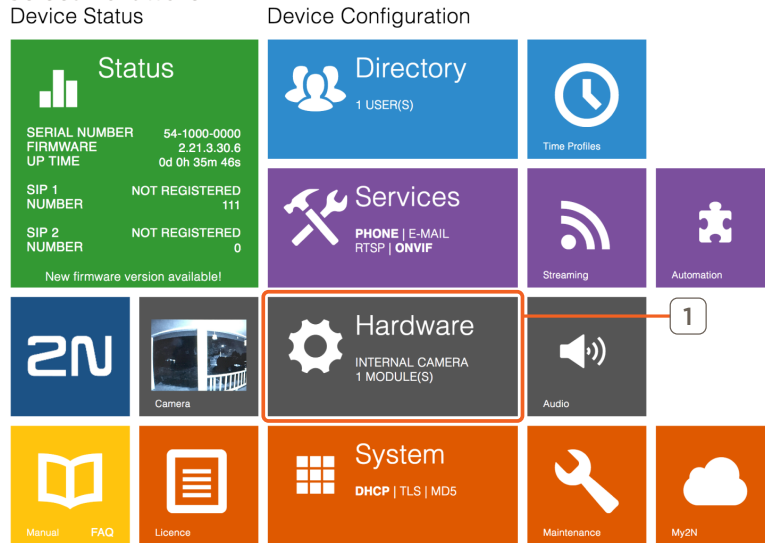 Device Status
Device Configuration
Status
SERIAL NUMBER 54-1000-0000
FIRMWARE 2.21.3.30.6
UP TIME 0d 0h 35m 46s
SIP 1 NOT REGISTERED
NUMBER 111
SIP 2 NOT REGISTERED
NUMBER 0
New firmware version available!
Directory
1 USER(S)
Time Profiles
Services
PHONE | E-MAIL
RTSP | ONVIF
Streaming
Automation
2N
Camera
Hardware
INTERNAL CAMERA
1 MODULE(S)
Audio
1
Manual FAQ
Licence
System
DHCP | TLS | MD5
Maintenance
My2N